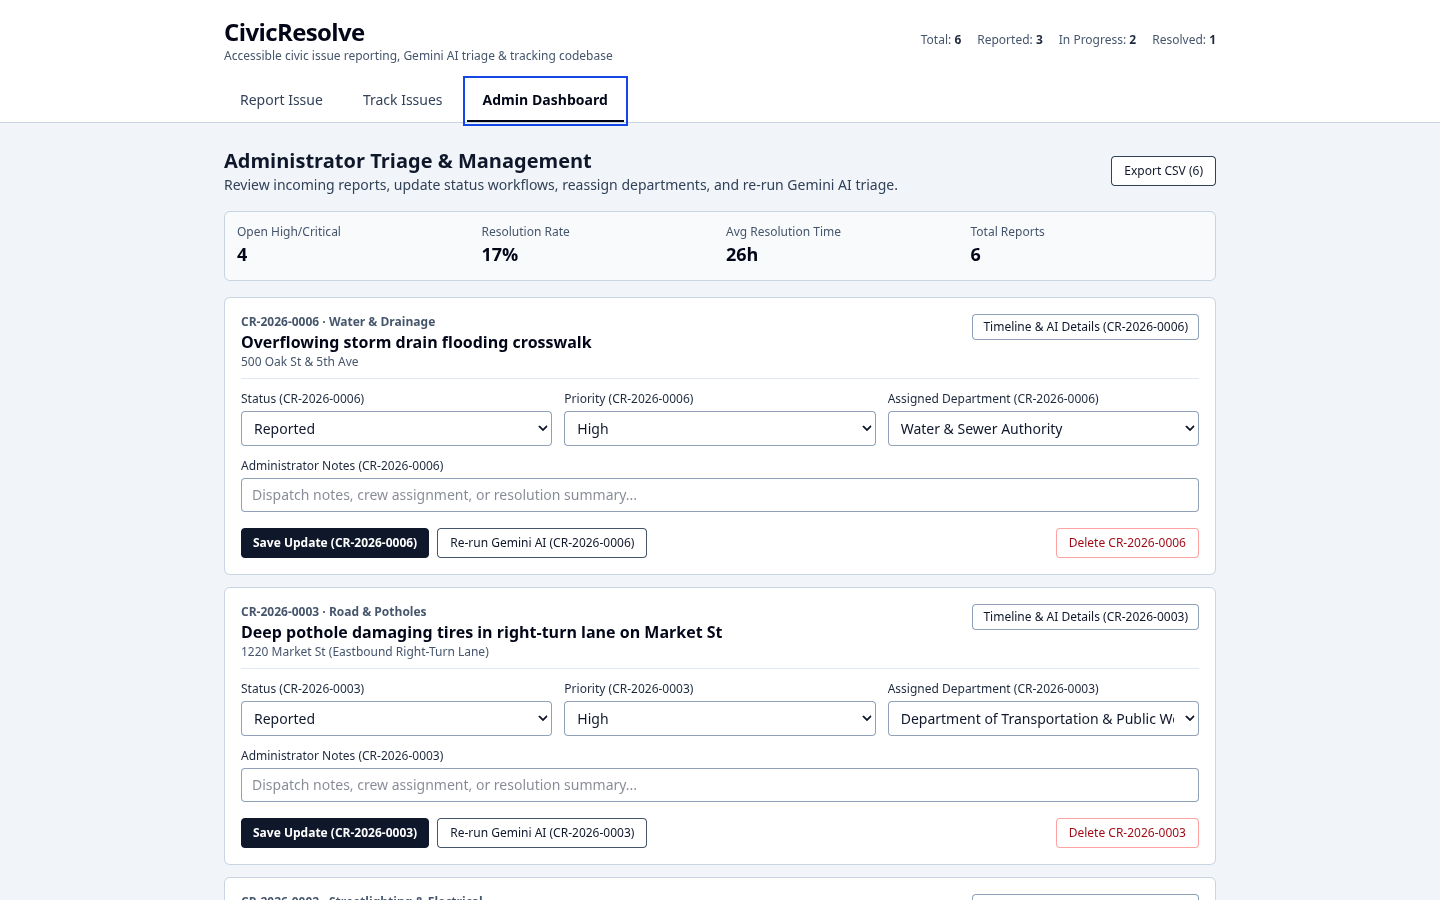 CivicResolve
Accessible civic issue reporting, Gemini AI triage & tracking codebase
Total: 6 Reported: 3 In Progress: 2 Resolved: 1
Report Issue Track Issues Admin Dashboard
Administrator Triage & Management
Review incoming reports, update status workflows, reassign departments, and re-run Gemini AI triage.
Export CSV (6)
Open High/Critical Resolution Rate Avg Resolution Time Total Reports
4 17% 26h 6
CR-2026-0006 · Water & Drainage
Overflowing storm drain flooding crosswalk
500 Oak St & 5th Ave
Timeline & AI Details (CR-2026-0006)
Status (CR-2026-0006) Priority (CR-2026-0006) Assigned Department (CR-2026-0006)
Reported High Water & Sewer Authority
Administrator Notes (CR-2026-0006)
Dispatch notes, crew assignment, or resolution summary...
Save Update (CR-2026-0006) Re-run Gemini AI (CR-2026-0006) Delete CR-2026-0006
CR-2026-0003 · Road & Potholes
Deep pothole damaging tires in right-turn lane on Market St
1220 Market St (Eastbound Right-Turn Lane)
Timeline & AI Details (CR-2026-0003)
Status (CR-2026-0003) Priority (CR-2026-0003) Assigned Department (CR-2026-0003)
Reported High Department of Transportation & Public
Administrator Notes (CR-2026-0003)
Dispatch notes, crew assignment, or resolution summary...
Save Update (CR-2026-0003) Re-run Gemini AI (CR-2026-0003) Delete CR-2026-0003